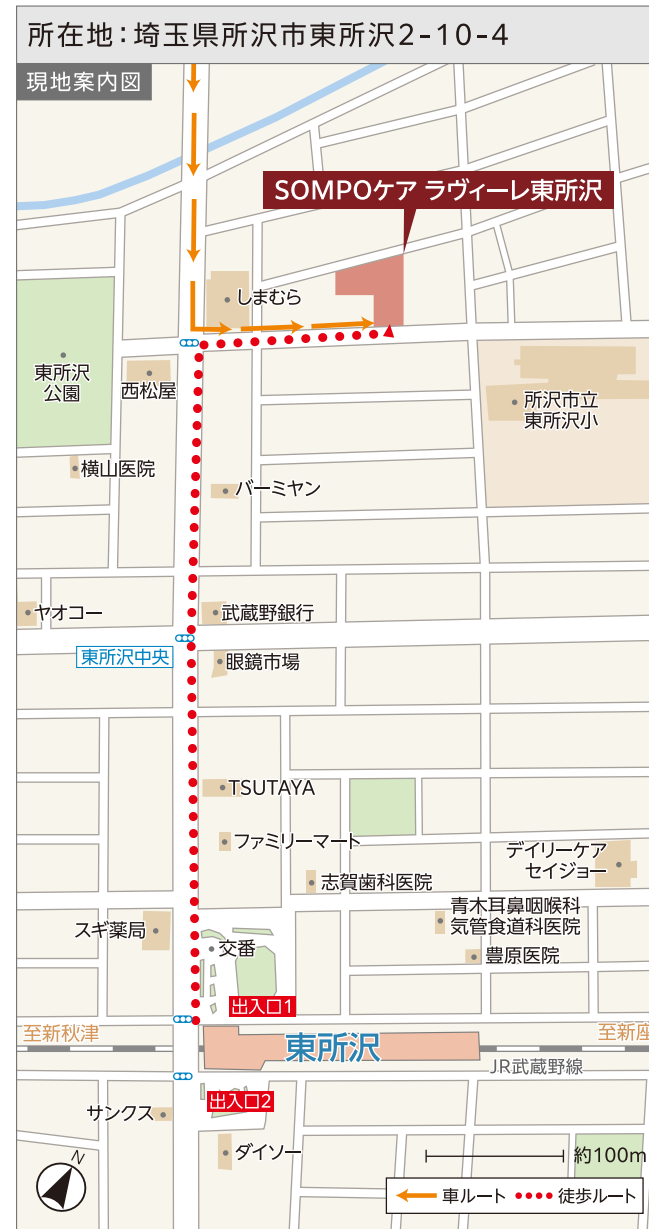 所在地：埼玉県所沢市東所沢2-10-4
現地案内図
SOMPOケア ラヴィーレ東所沢
しまむら
東所沢
公園
西松屋
所沢市立
東所沢小
横山医院
バーミヤン
ヤオコー
武蔵野銀行
東所沢中央
眼鏡市場
TSUTAYA
ファミリーマート
志賀歯科医院
デイリーケア
セイジョー
青木耳鼻咽喉科
気管食道科医院
スギ薬局
交番
豊原医院
出入口1
至新秋津
東所沢
至新座
JR武蔵野線
出入口2
サンクス
ダイソー
約100m
N
車ルート
徒歩ルート